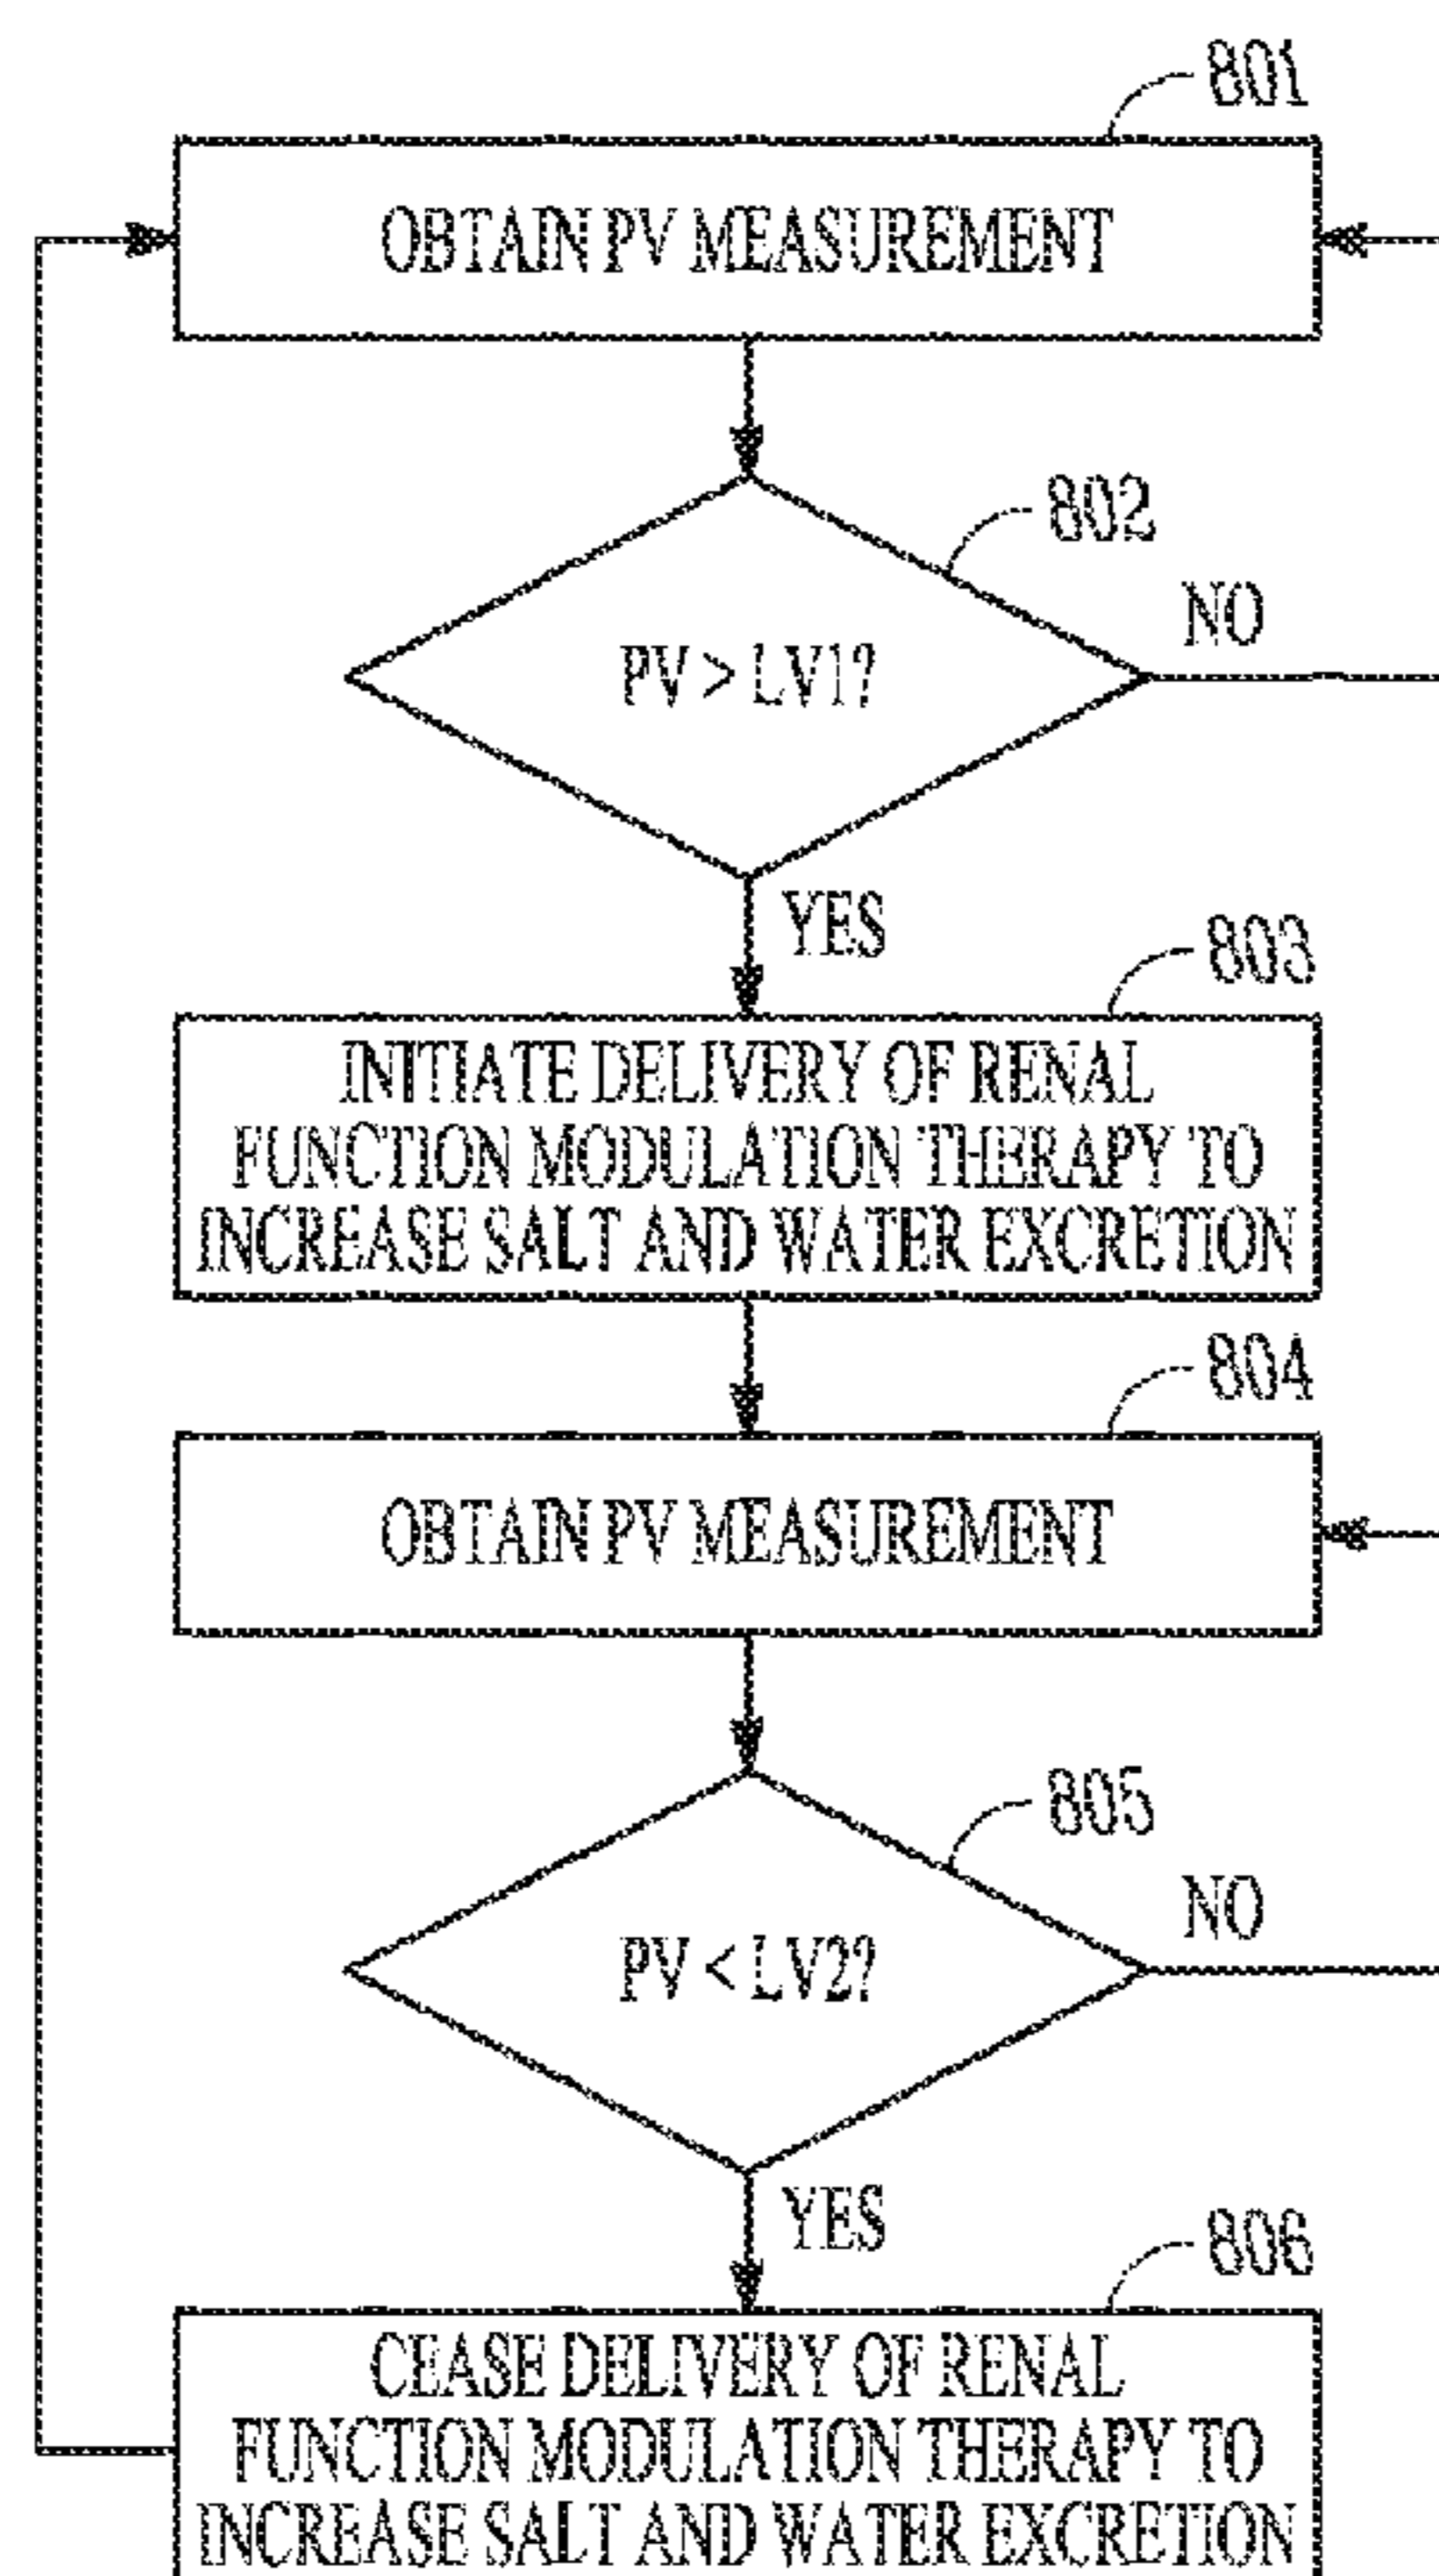 801
OBTAIN PV MEASUREMENT
802
NO
PV > LV1?
YES
803
INITIATE DELIVERY OF RENAL
FUNCTION MODULATION THERAPY TO
INCREASE SALT AND WATER EXCRETION
804
OBTAIN PV MEASUREMENT
805
NO
PV < LV2?
YES
806
CEASE DELIVERY OF RENAL
FUNCTION MODULATION THERAPY TO
INCREASE SALT AND WATER EXCRETION